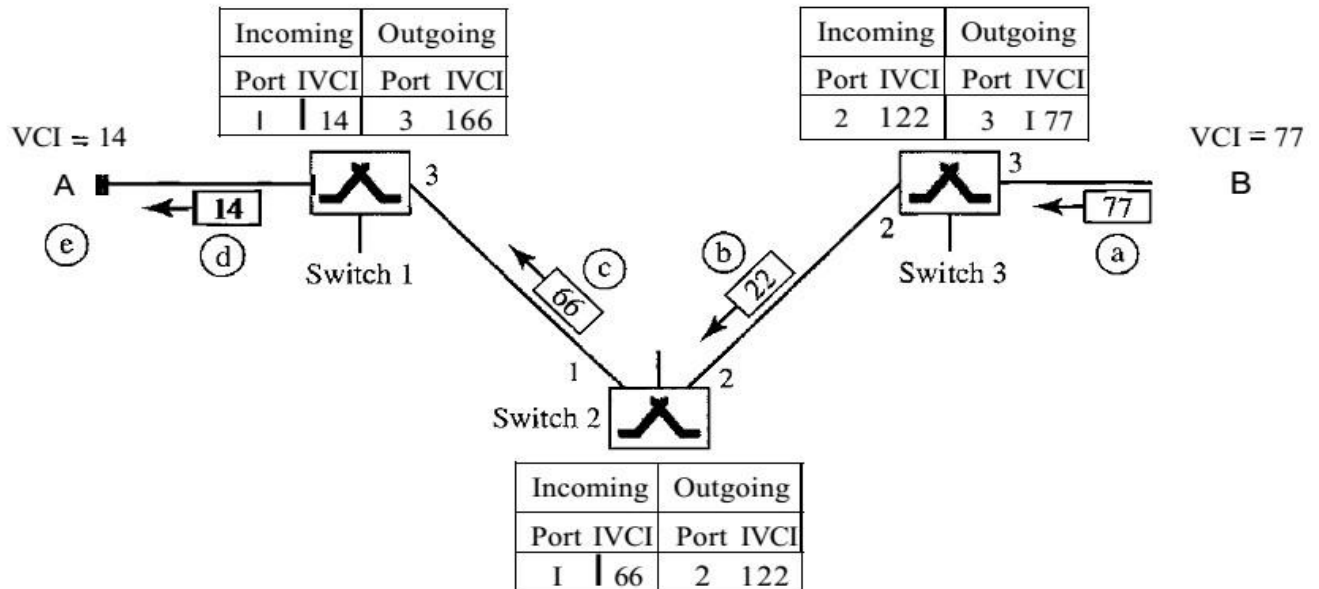 Incoming Outgoing
Port IVCI Port IVCI
1 | 14 3 166
Incoming Outgoing
Port IVCI Port IVCI
2 122 3 I 77
VCI = 14
VCI = 77
A
3
3
B
14
77
2
e
d
b
a
Switch 1
c
22
Switch 3
66
1
2
Switch 2
Incoming Outgoing
Port IVCI Port IVCI
I | 66 2 122